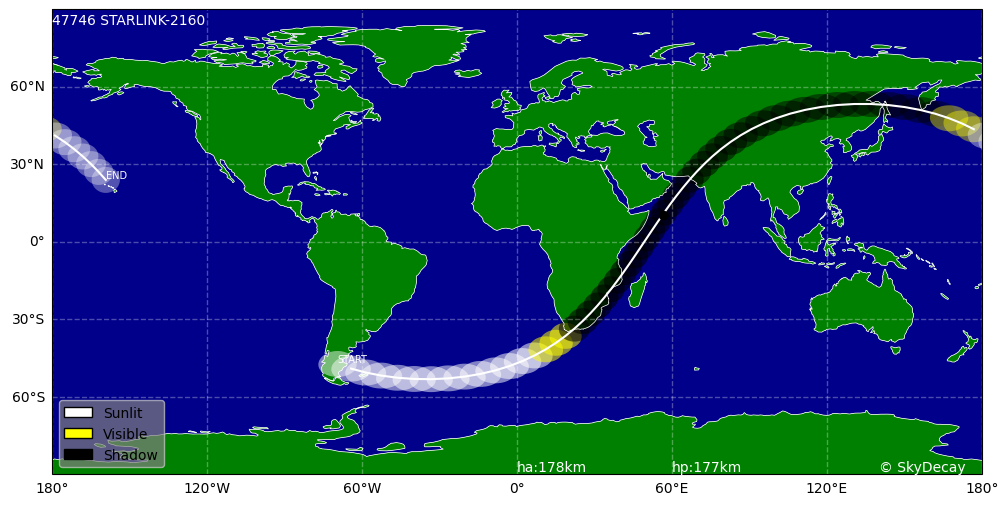 47746 STARLINK-2160
60°N
30°N
0°
30°S
60°S
END
START
Sunlit
Visible
Shadow
ha:178km
hp:177km
© SkyDecay
180°
120°W
60°W
0°
60°E
120°E
180°